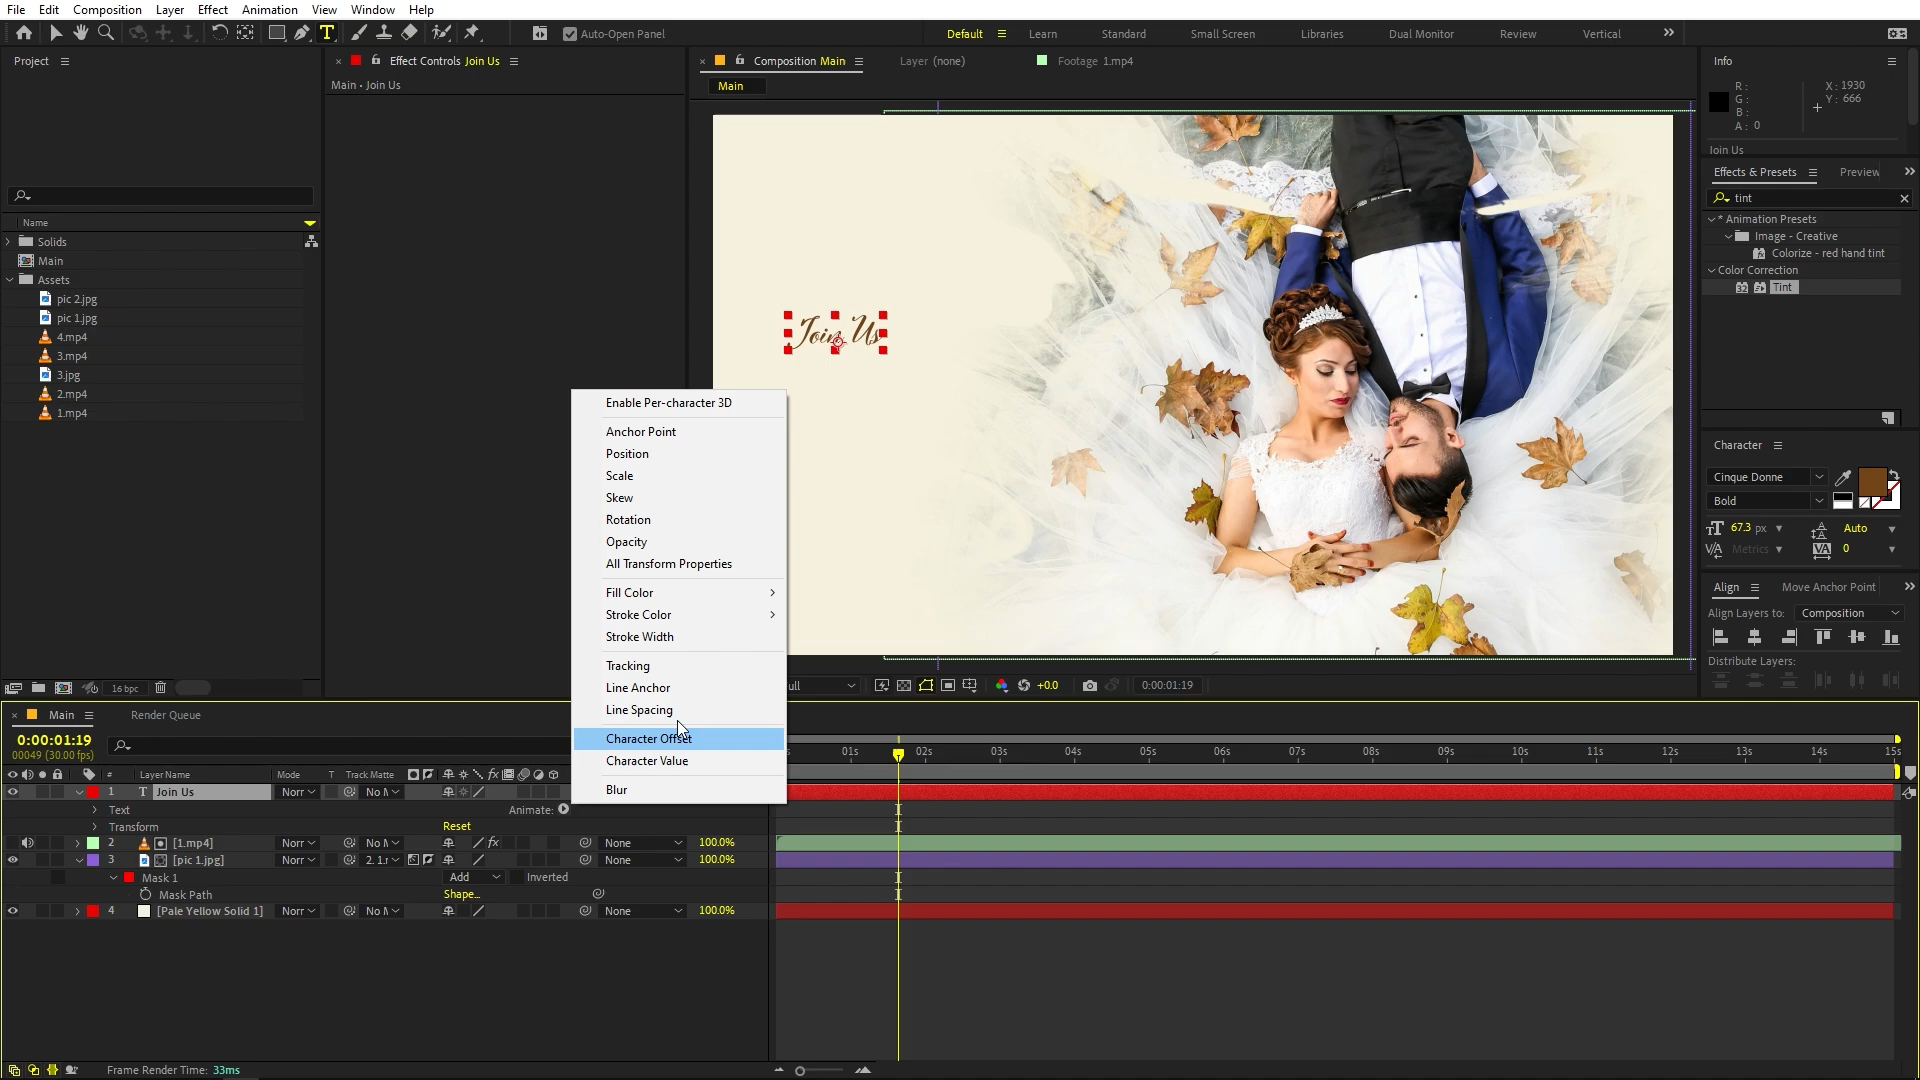 File Edit Composition Layer Effect Animation View Window Help
Auto-Open Panel
Default Learn Standard Small Screen Libraries Dual Monitor Review Vertical
Project
Name
Solids
Main
Assets
pic 2.jpg
pic 1.jpg
4.mp4
3.mp4
3.jpg
2.mp4
1.mp4
16 bpc
Effect Controls Join Us
Main • Join Us
Composition Main
Layer (none)
Footage 1.mp4
Main
Join Us
+0.0
0:00:01:19
Enable Per-character 3D
Anchor Point
Position
Scale
Skew
Rotation
Opacity
All Transform Properties
Fill Color
Stroke Color
Stroke Width
Tracking
Line Anchor
Line Spacing
Character Offset
Character Value
Blur
Info
R:
G:
B:
A: 0
X: 1930
Y: 666
Join Us
Effects & Presets Preview
tint
* Animation Presets
Image - Creative
Colorize - red hand tint
Color Correction
32 Tint
Character
Cinque Donne
Bold
67.3 px
Auto
Metrics
0
Align Move Anchor Point
Align Layers to: Composition
Distribute Layers:
Main Render Queue
0:00:01:19
00049 (30.00 fps)
# Layer Name Mode T Track Matte
1 T Join Us Norr No M
Text Animate:
Transform Reset
2 [1.mp4] Norr No M fx None 100.0%
3 [pic 1.jpg] Norr 2. 1.r None 100.0%
Mask 1 Add Inverted
Mask Path Shape...
4 [Pale Yellow Solid 1] Norr No M None 100.0%
01s 02s 03s 04s 05s 06s 07s 08s 09s 10s 11s 12s 13s 14s 15s
Frame Render Time: 33ms